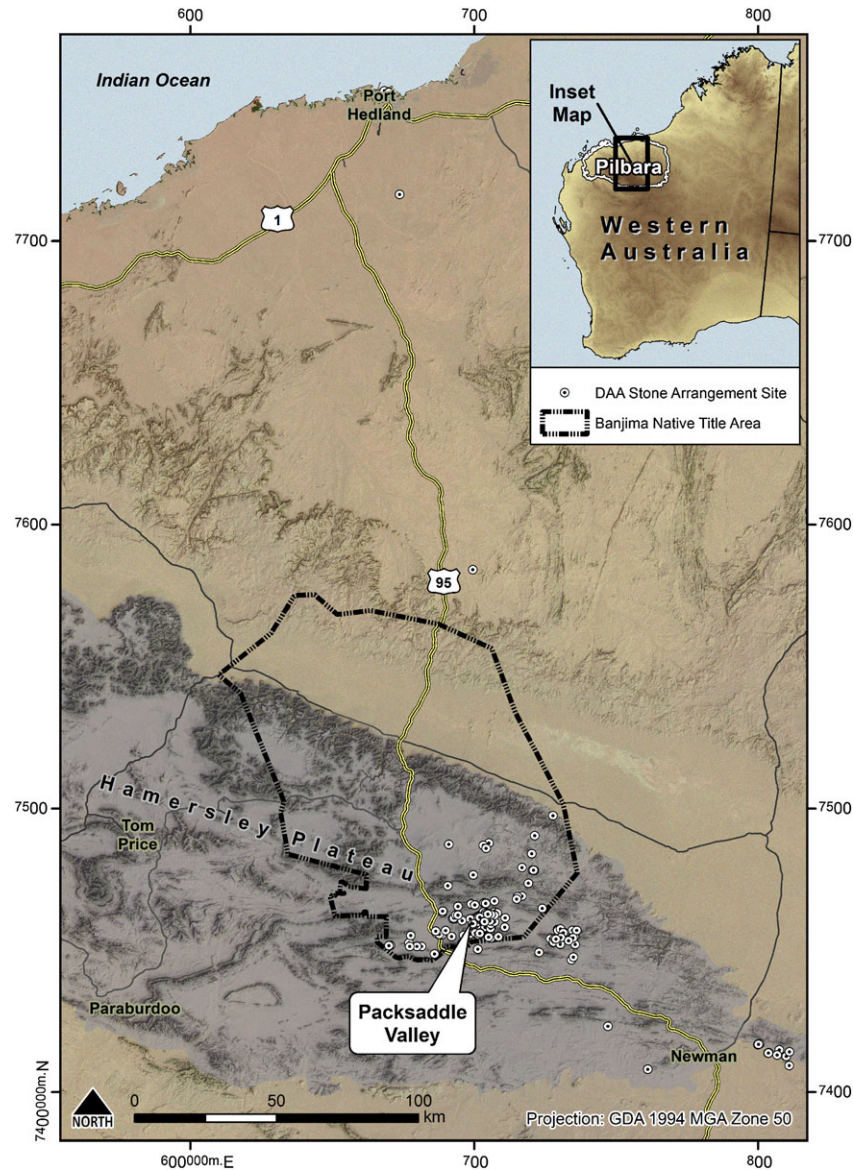 600
700
800
Indian Ocean
Port
Hedland
Inset
Map
Pilbara
Western
Australia
1
7700
7700
DAA Stone Arrangement Site
Banjima Native Title Area
7600
7600
95
7500
7500
Hamersley Plateau
Tom
Price
Packsaddle
Valley
Paraburdoo
Newman
7400000m.N
7400
NORTH
0
50
100
km
Projection: GDA 1994 MGA Zone 50
600000m.E
700
800